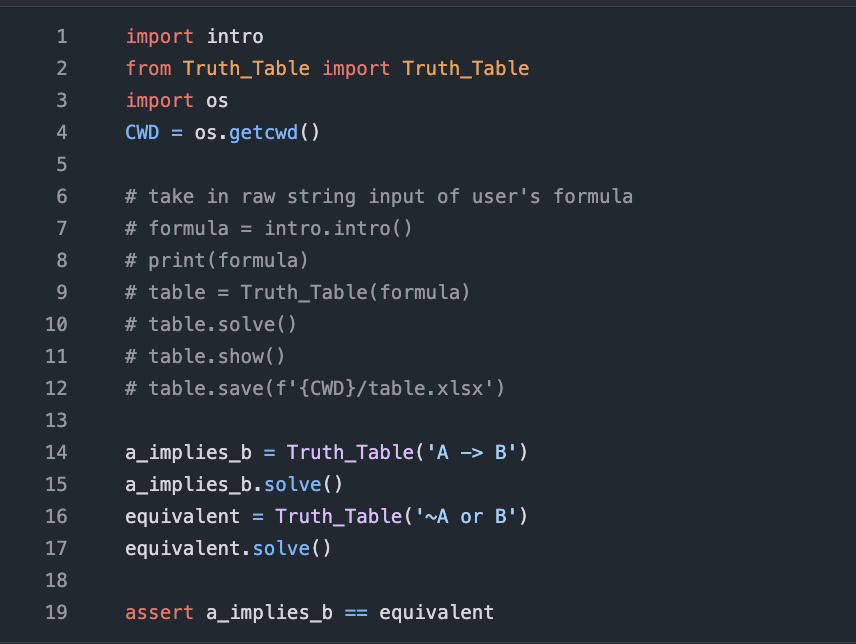 1 import intro
2 from Truth_Table import Truth_Table
3 import os
4 CWD = os.getcwd()
5
6 # take in raw string input of user's formula
7 # formula = intro.intro()
8 # print(formula)
9 # table = Truth_Table(formula)
10 # table.solve()
11 # table.show()
12 # table.save(f'{CWD}/table.xlsx')
13
14 a_implies_b = Truth_Table('A -> B')
15 a_implies_b.solve()
16 equivalent = Truth_Table('~A or B')
17 equivalent.solve()
18
19 assert a_implies_b == equivalent